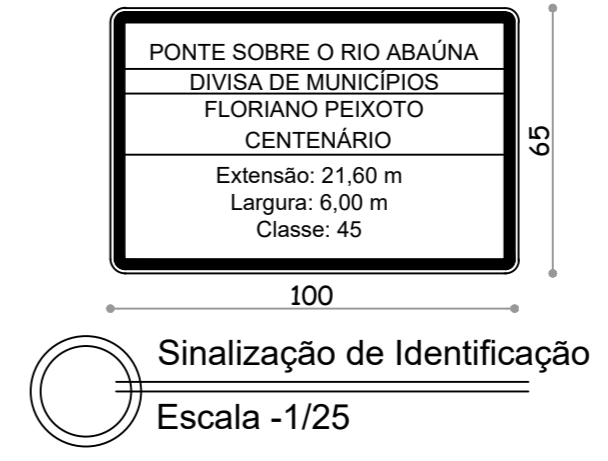 PONTE SOBRE O RIO ABAÚNA
DIVISA DE MUNICÍPIOS
FLORIANO PEIXOTO
CENTENÁRIO
Extensão: 21,60 m
Largura: 6,00 m
Classe: 45
65
100
Sinalização de Identificação
Escala -1/25